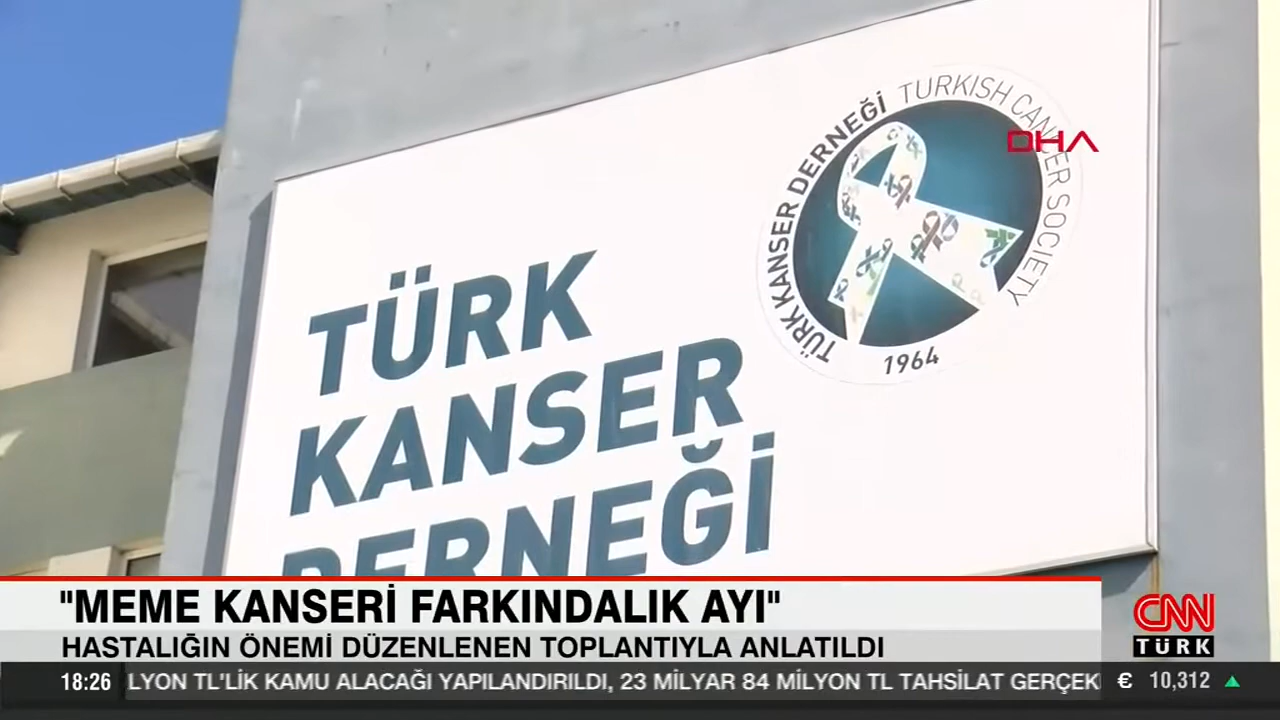 TÜRK KANSER DERNEĞİ TURKISH CANCER SOCIETY
1964
DHA
TÜRK
KANSER
DERNEĞİ
"MEME KANSERİ FARKINDALIK AYI"
HASTALIĞIN ÖNEMİ DÜZENLENEN TOPLANTIYLA ANLATILDI
CNN
TÜRK
18:26 LYON TL'LİK KAMU ALACAĞI YAPILANDIRILDI, 23 MİLYAR 84 MİLYON TL TAHSİLAT GERÇEK € 10,312